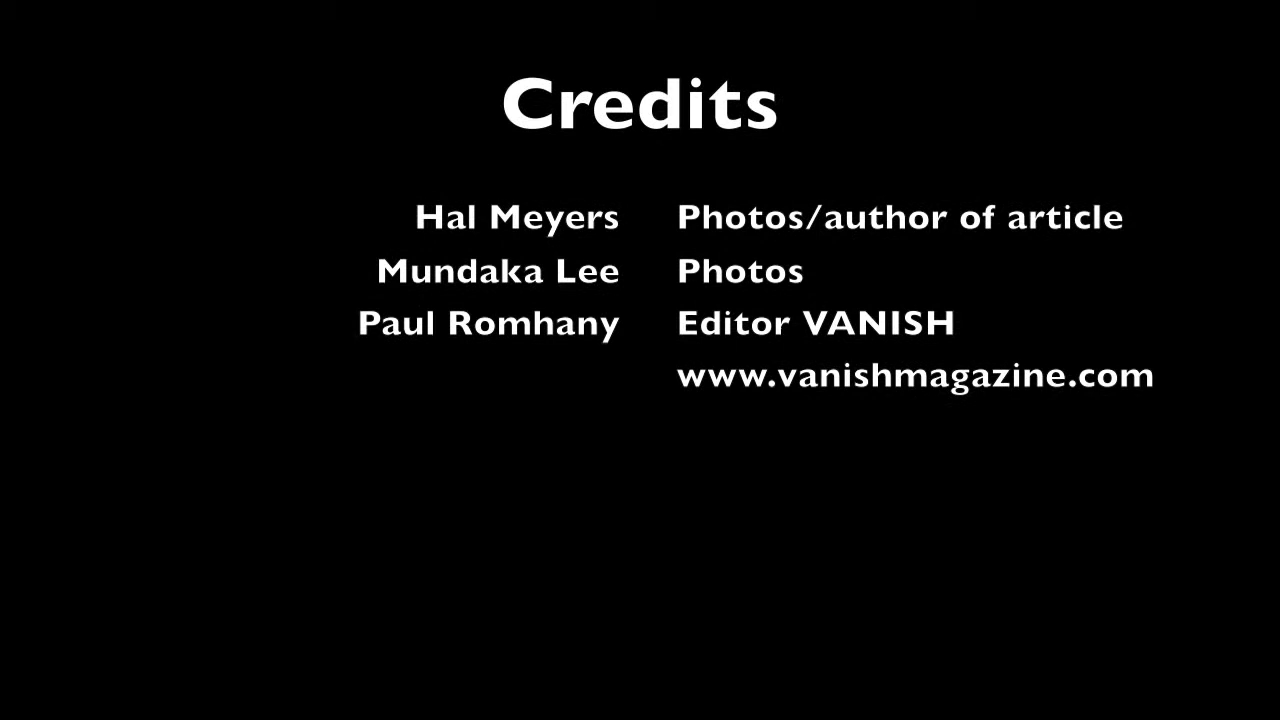 Credits
Hal Meyers Photos/author of article
Mundaka Lee Photos
Paul Romhany Editor VANISH
www.vanishmagazine.com